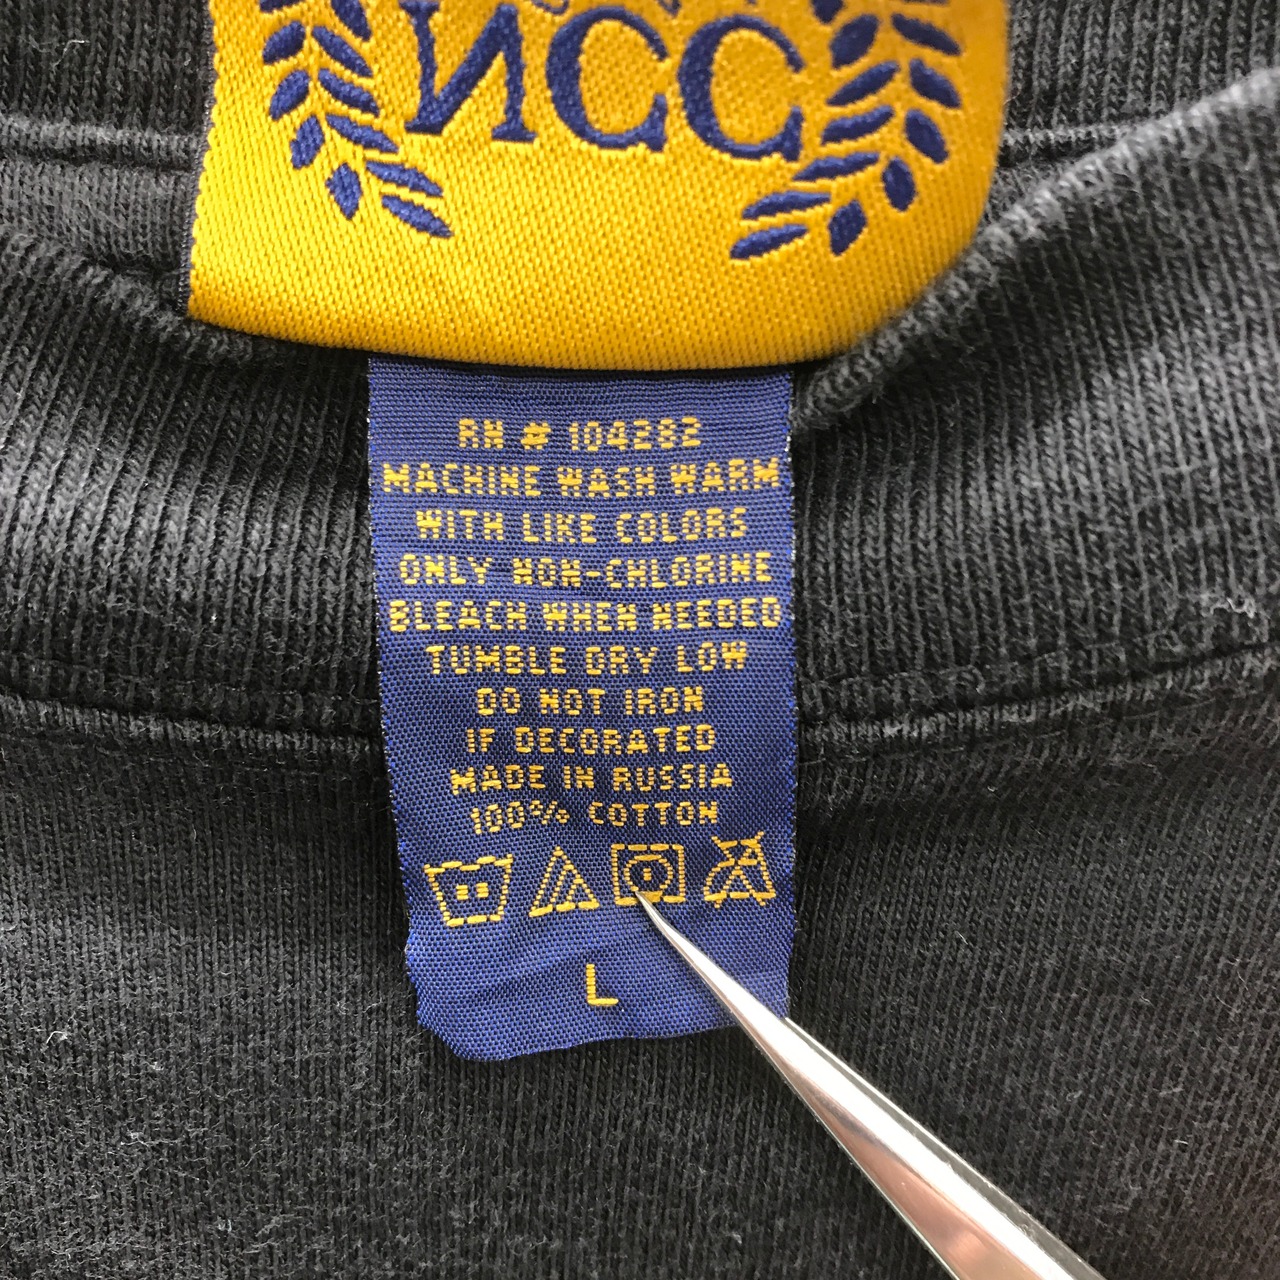 ИCC
RN # 104282
MACHINE WASH WARM
WITH LIKE COLORS
ONLY NON-CHLORINE
BLEACH WHEN NEEDED
TUMBLE DRY LOW
DO NOT IRON
IF DECORATED
MADE IN RUSSIA
100% COTTON
L